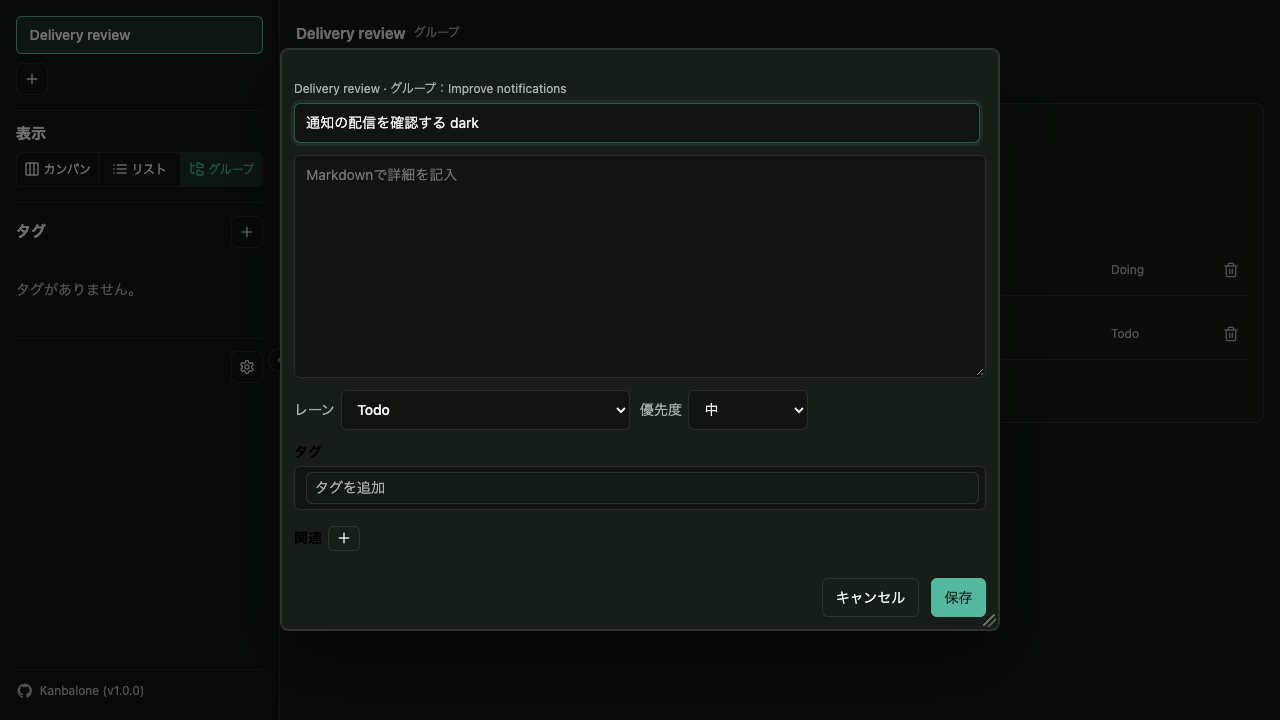 Delivery review
表示
カンバン
リスト
グループ
タグ
タグがありません。
Kanbalone (v1.0.0)
Delivery review グループ
Doing
Todo
Delivery review · グループ：Improve notifications
通知の配信を確認する dark
Markdownで詳細を記入
レーン Todo 優先度 中
タグ
タグを追加
関連
キャンセル 保存